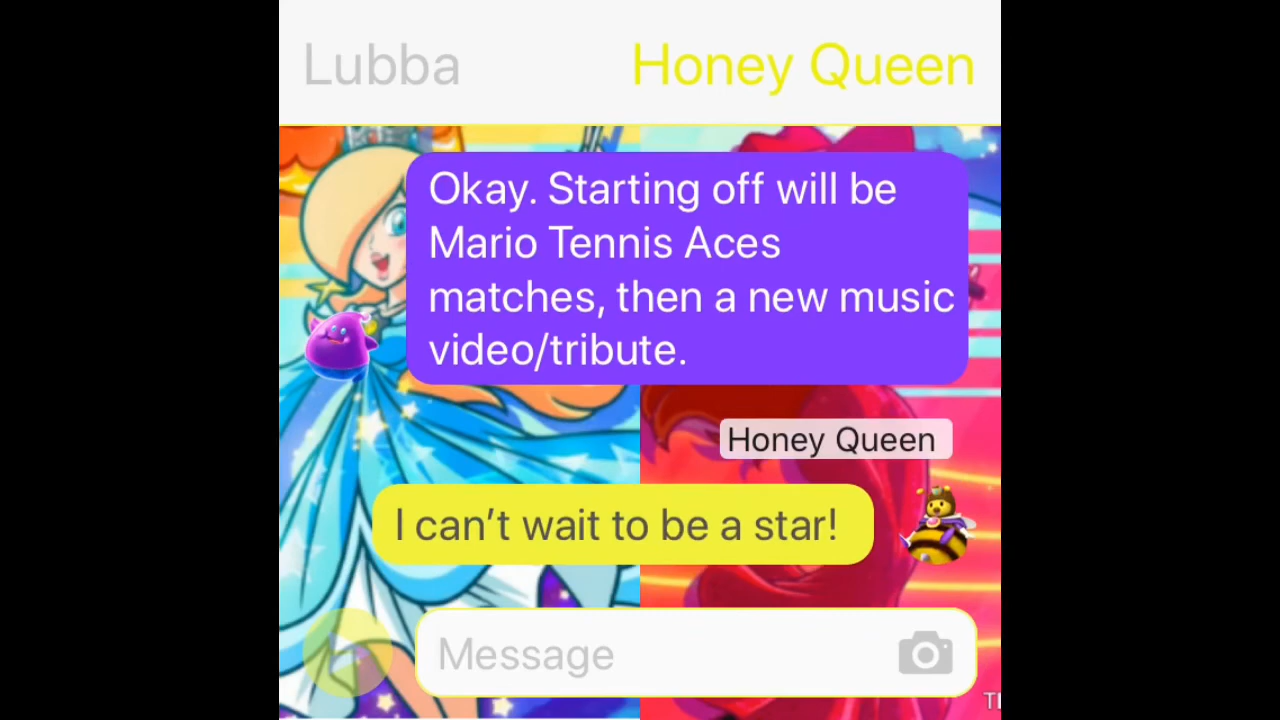 Lubba
Honey Queen
Okay. Starting off will be
Mario Tennis Aces
matches, then a new music
video/tribute.
Honey Queen
I can’t wait to be a star!
Message